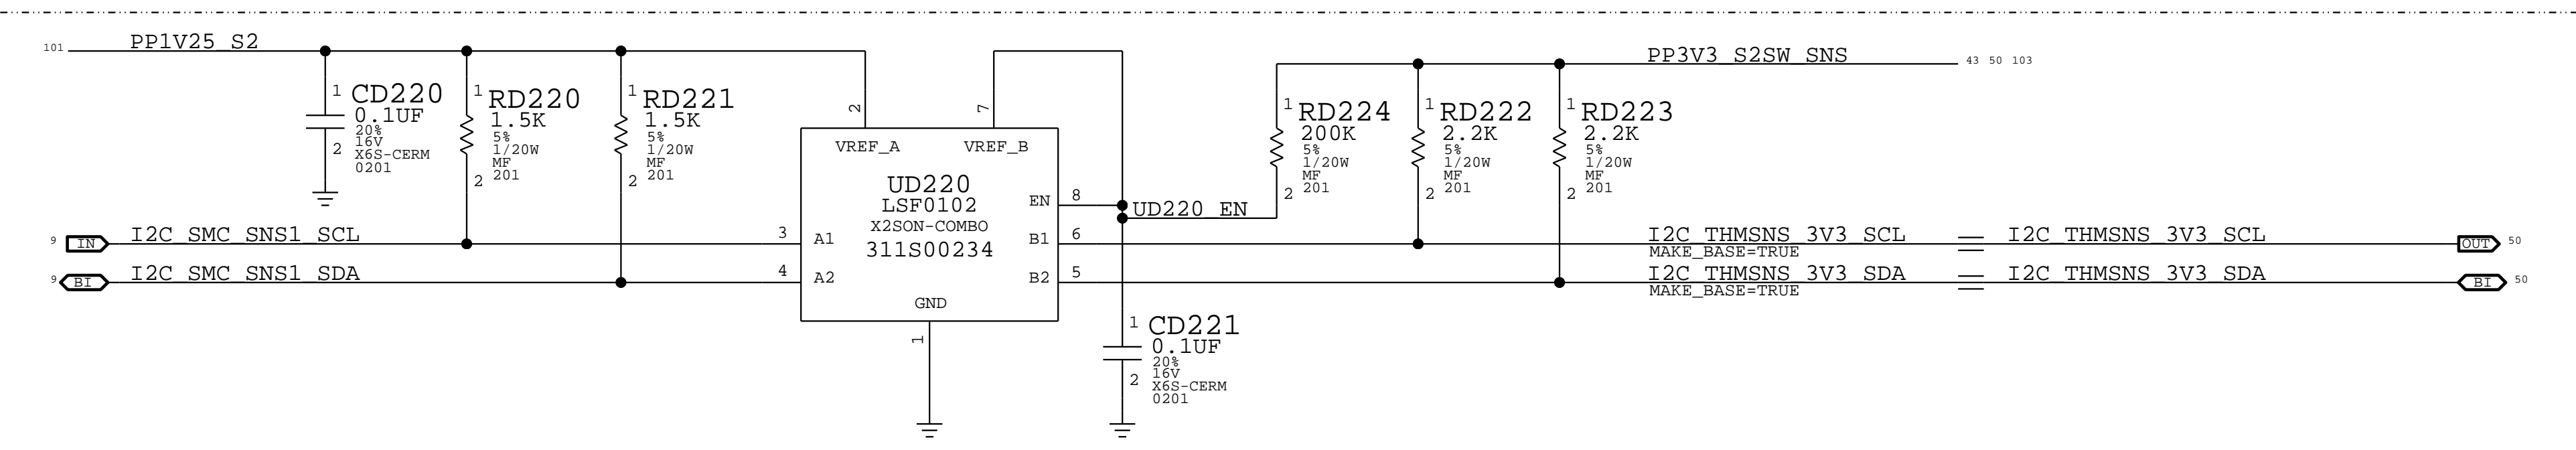 101 PP1V25_S2
PP3V3_S2SW_SNS 43 50 103
1 CD220
0.1UF
20%
16V
2 X6S-CERM
0201
1 RD220
1.5K
5%
1/20W
MF
2 201
1 RD221
1.5K
5%
1/20W
MF
2 201
2
7
VREF_A VREF_B
UD220
LSF0102
X2SON-COMBO
311S00234
EN 8
A1 3
A2 4
B1 6
B2 5
GND
1
UD220_EN
1 RD224
200K
5%
1/20W
MF
2 201
1 RD222
2.2K
5%
1/20W
MF
2 201
1 RD223
2.2K
5%
1/20W
MF
2 201
9 IN I2C_SMC_SNS1_SCL
9 BI I2C_SMC_SNS1_SDA
I2C_THMSNS_3V3_SCL I2C_THMSNS_3V3_SCL OUT 50
MAKE_BASE=TRUE
I2C_THMSNS_3V3_SDA I2C_THMSNS_3V3_SDA BI 50
MAKE_BASE=TRUE
1 CD221
0.1UF
20%
16V
2 X6S-CERM
0201